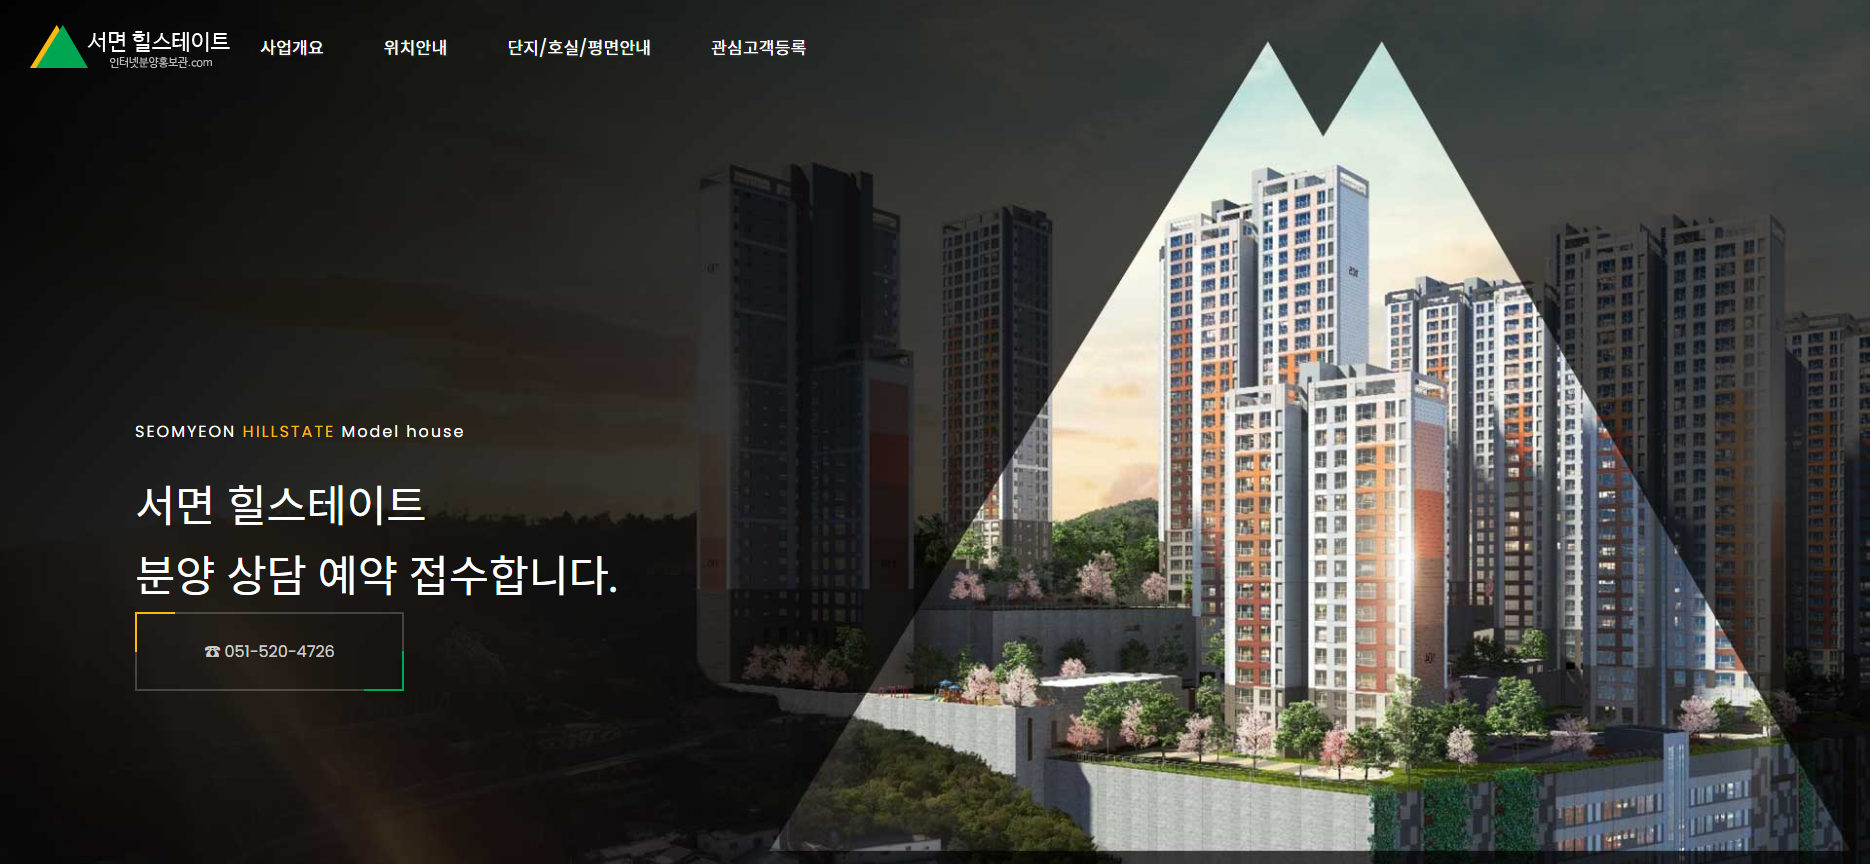 서면 힐스테이트
인터넷분양홍보관.com
사업개요 위치안내 단지/호실/평면안내 관심고객등록
SEOMYEON HILLSTATE Model house
서면 힐스테이트
분양 상담 예약 접수합니다.
☎ 051-520-4726